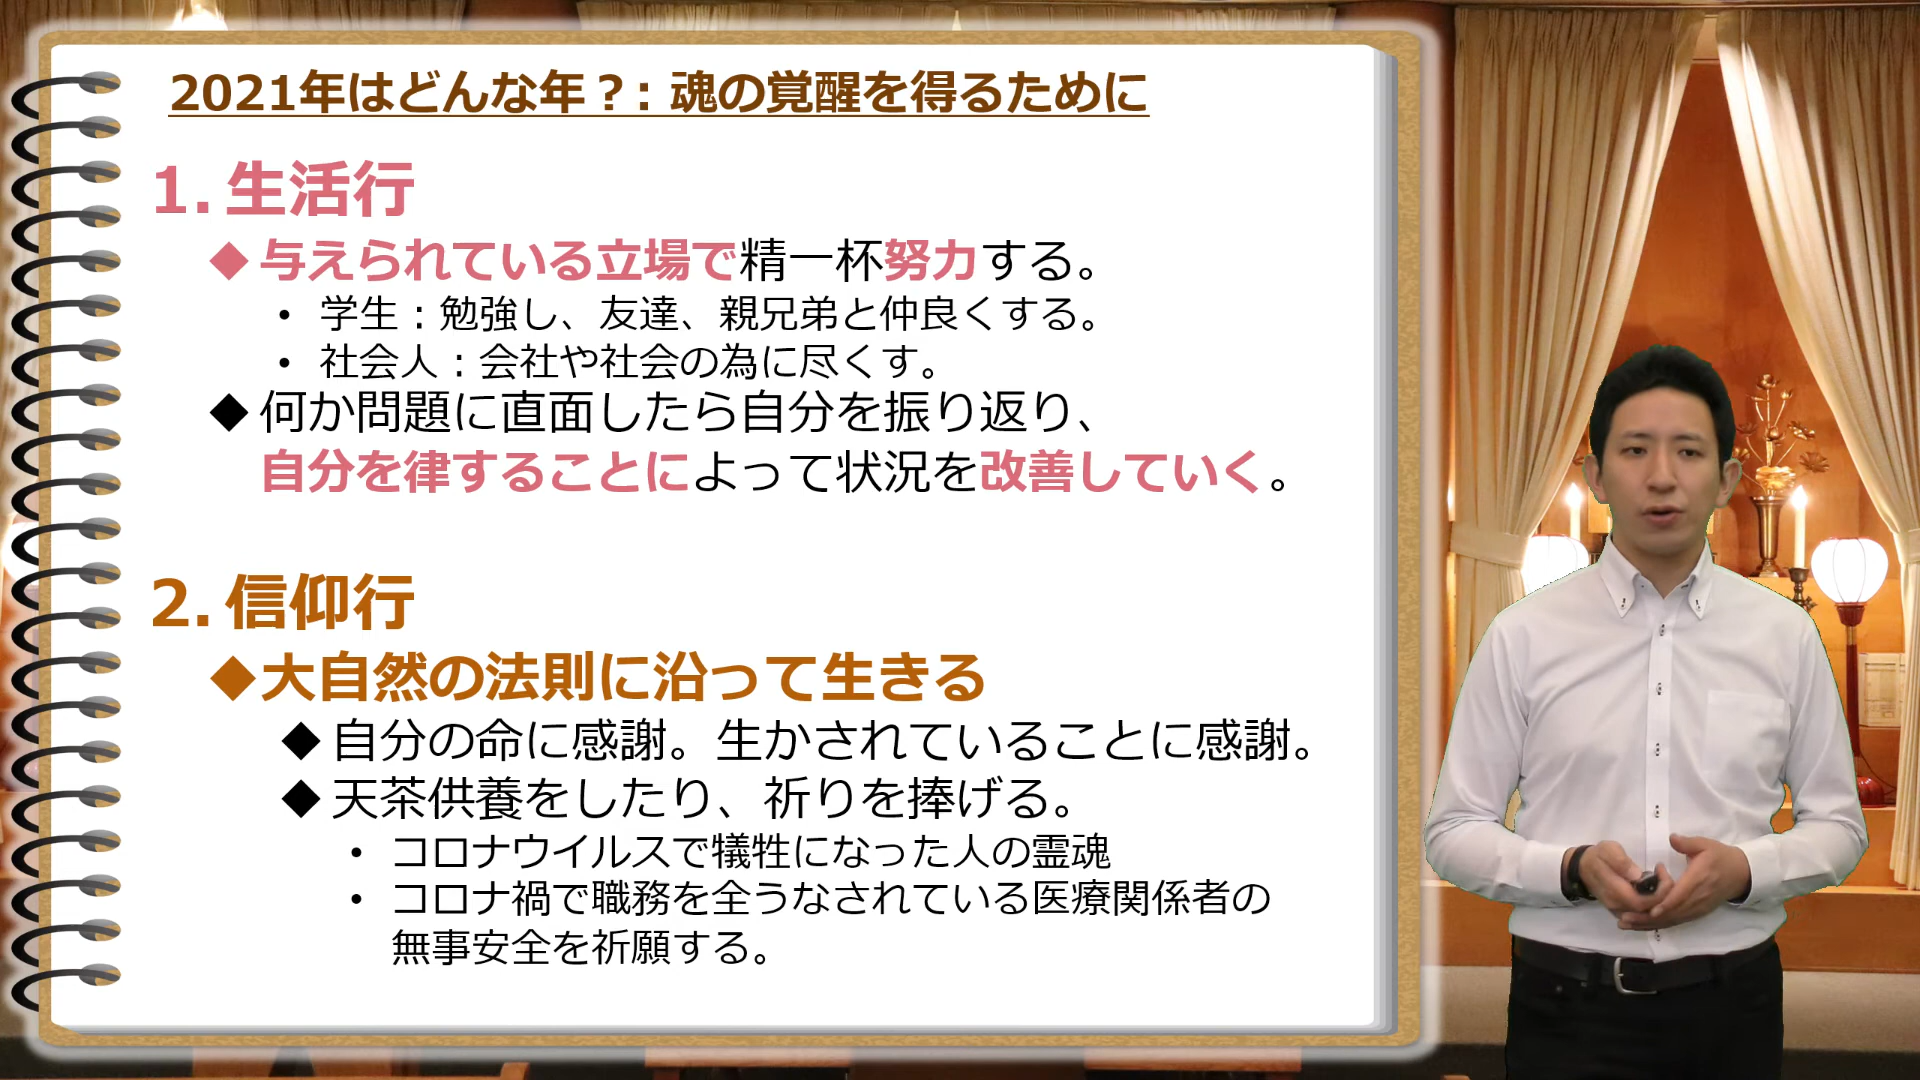 2021年はどんな年？: 魂の覚醒を得るために
1. 生活行
◆ 与えられている立場で精一杯努力する。
• 学生：勉強し、友達、親兄弟と仲良くする。
• 社会人：会社や社会の為に尽くす。
◆ 何か問題に直面したら自分を振り返り、
自分を律することによって状況を改善していく。
2. 信仰行
◆大自然の法則に沿って生きる
◆ 自分の命に感謝。生かされていることに感謝。
◆ 天茶供養をしたり、祈りを捧げる。
• コロナウイルスで犠牲になった人の霊魂
• コロナ禍で職務を全うなされている医療関係者の
無事安全を祈願する。